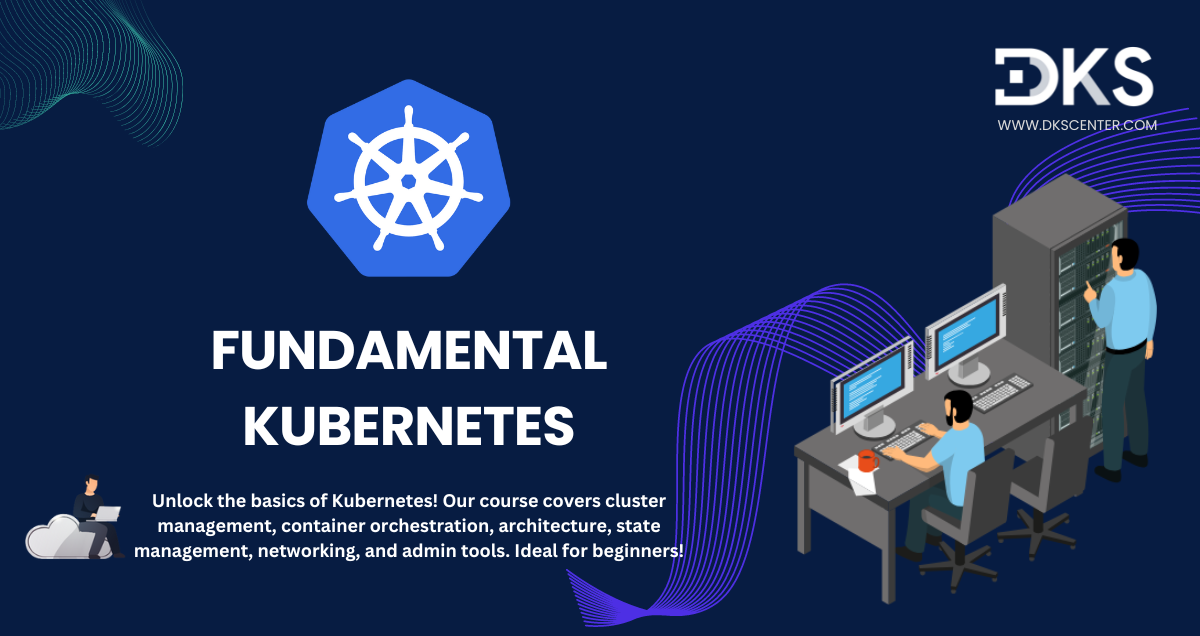 DKS
WWW.DKSCENTER.COM
FUNDAMENTAL
KUBERNETES
Unlock the basics of Kubernetes! Our course covers cluster
management, container orchestration, architecture, state
management, networking, and admin tools. Ideal for beginners!